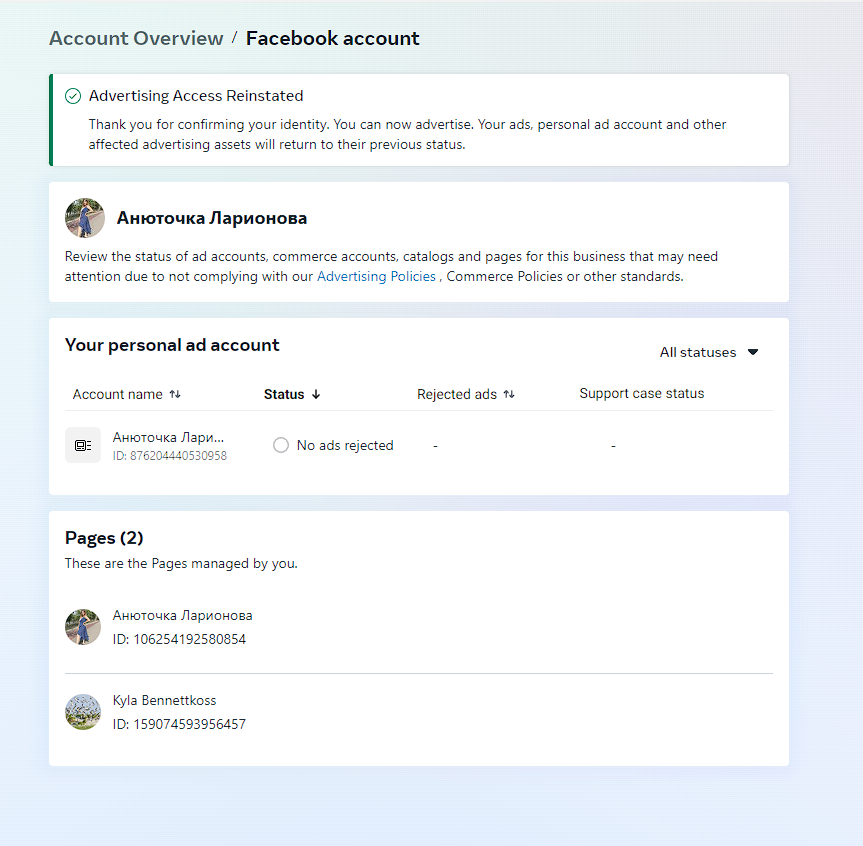 Account Overview / Facebook account
Advertising Access Reinstated
Thank you for confirming your identity. You can now advertise. Your ads, personal ad account and other
affected advertising assets will return to their previous status.
Анюточка Ларионова
Review the status of ad accounts, commerce accounts, catalogs and pages for this business that may need
attention due to not complying with our Advertising Policies , Commerce Policies or other standards.
Your personal ad account
All statuses
Account name Status Rejected ads Support case status
Анюточка Лари...
ID: 876204440530958
No ads rejected - -
Pages (2)
These are the Pages managed by you.
Анюточка Ларионова
ID: 106254192580854
Kyla Bennettkoss
ID: 159074593956457